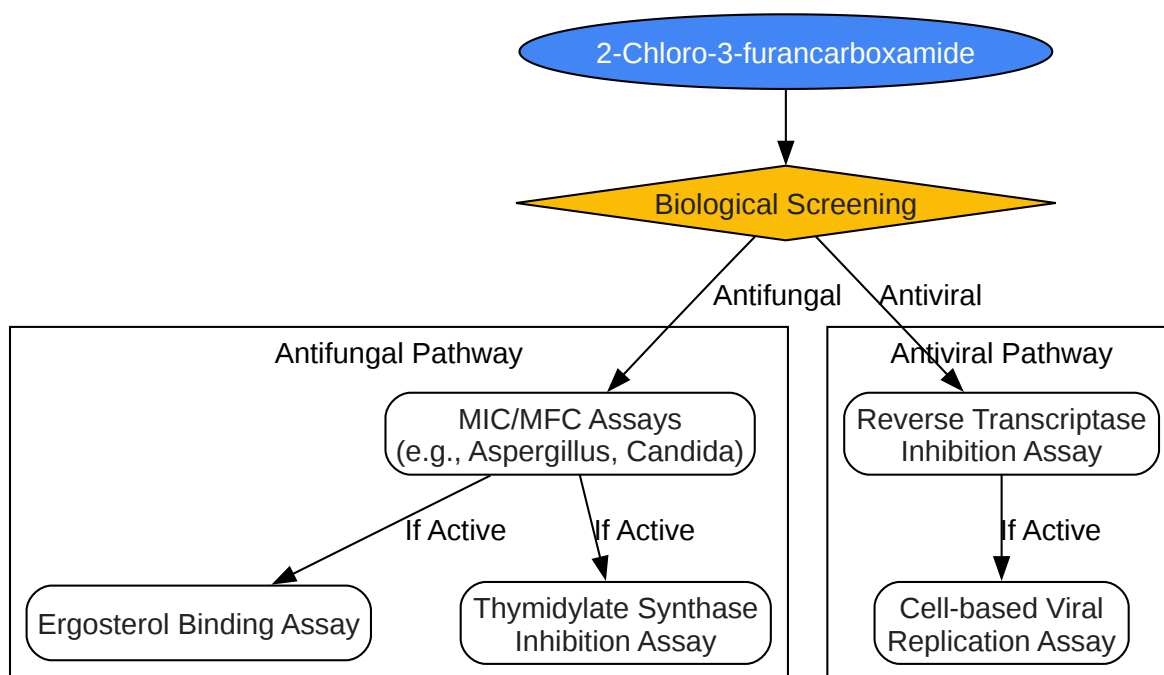 2-Chloro-3-furancarboxamide
Biological Screening
Antifungal
Antiviral
Antifungal Pathway
Antiviral Pathway
MIC/MFC Assays
(e.g., Aspergillus, Candida)
Reverse Transcriptase
Inhibition Assay
If Active
If Active
If Active
Ergosterol Binding Assay
Thymidylate Synthase
Inhibition Assay
Cell-based Viral
Replication Assay